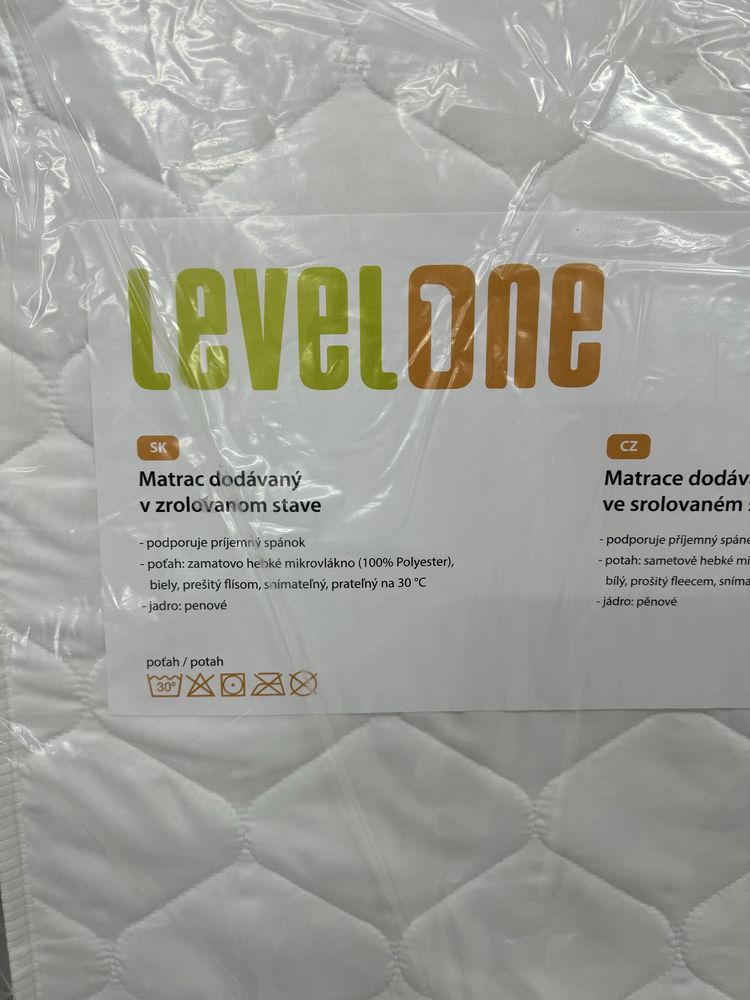 LEVELONE
SK
Matrac dodávaný
v zrolovanom stave
- podporuje príjemný spánok
- poťah: zamatovo hebké mikrovlákno (100% Polyester),
biely, prešitý flísom, snímateľný, prateľný na 30 °C
- jadro: penové
poťah / potah
30°
CZ
Matrace dodáv
ve srolovaném
- podporuje příjemný spáne
- potah: sametově hebké mi
bílý, prošitý fleecem, sníma
- jádro: pěnové